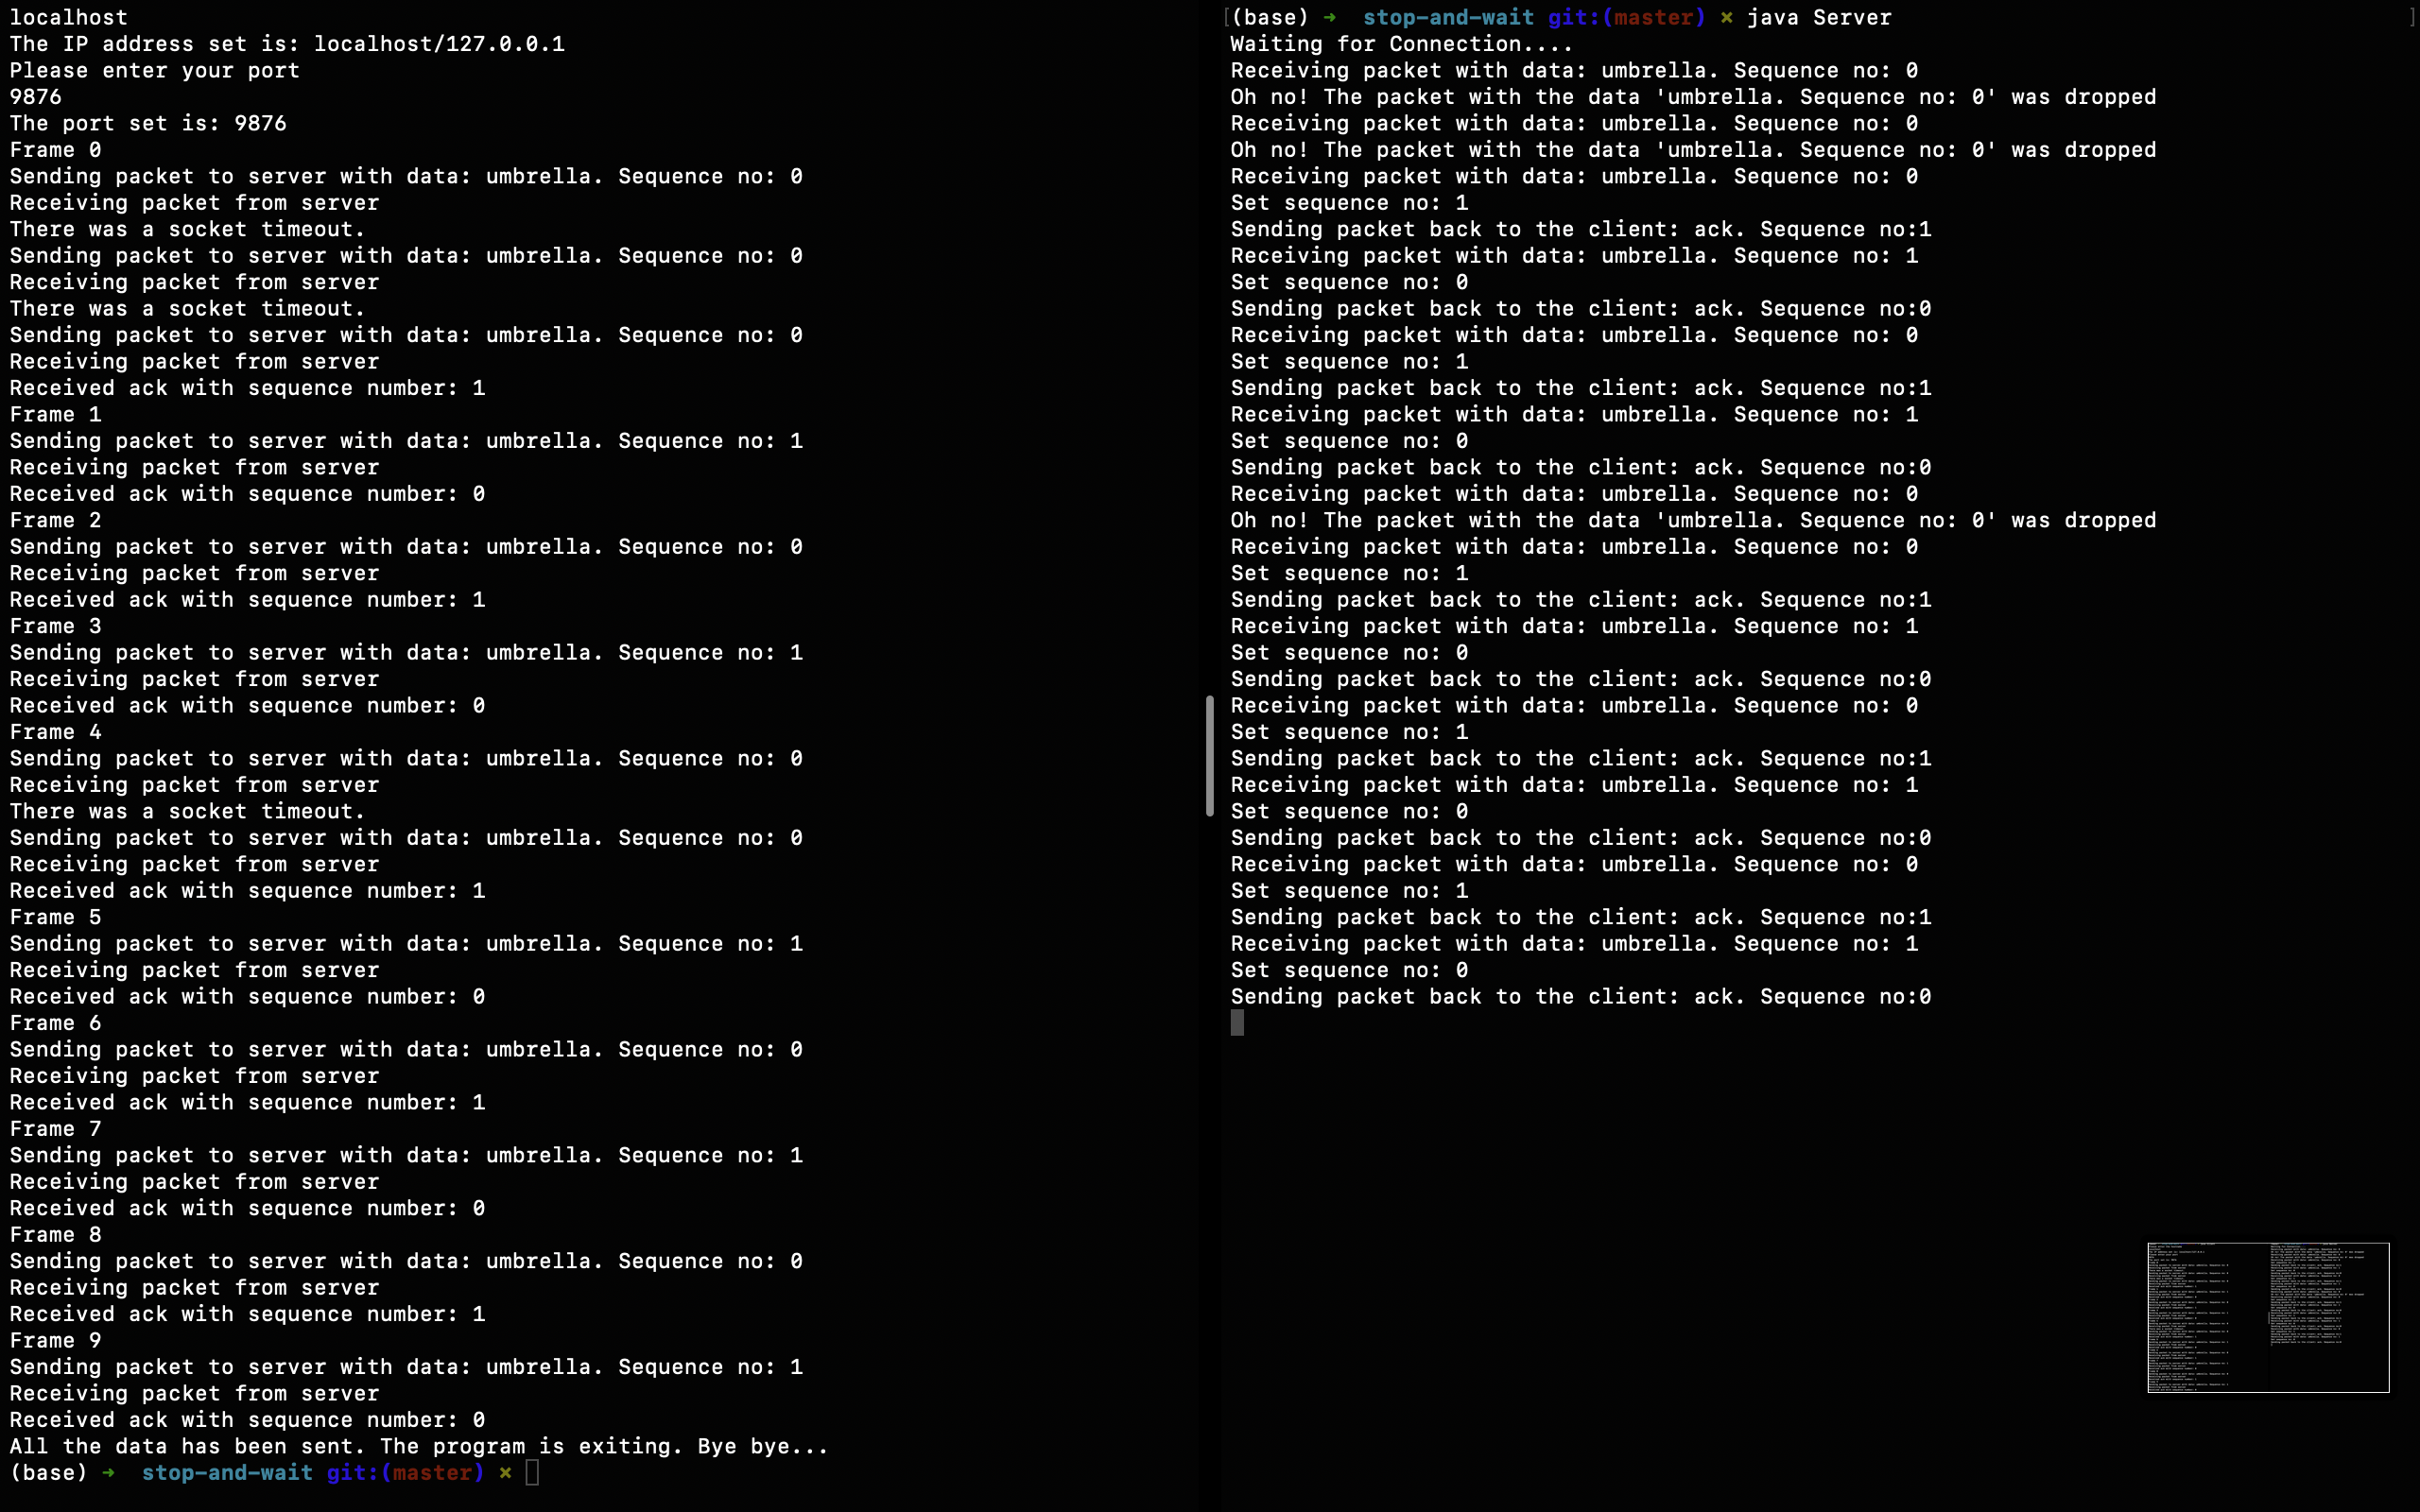 localhost
The IP address set is: localhost/127.0.0.1
Please enter your port
9876
The port set is: 9876
Frame 0
Sending packet to server with data: umbrella. Sequence no: 0
Receiving packet from server
There was a socket timeout.
Sending packet to server with data: umbrella. Sequence no: 0
Receiving packet from server
There was a socket timeout.
Sending packet to server with data: umbrella. Sequence no: 0
Receiving packet from server
Received ack with sequence number: 1
Frame 1
Sending packet to server with data: umbrella. Sequence no: 1
Receiving packet from server
Received ack with sequence number: 0
Frame 2
Sending packet to server with data: umbrella. Sequence no: 0
Receiving packet from server
Received ack with sequence number: 1
Frame 3
Sending packet to server with data: umbrella. Sequence no: 1
Receiving packet from server
Received ack with sequence number: 0
Frame 4
Sending packet to server with data: umbrella. Sequence no: 0
Receiving packet from server
There was a socket timeout.
Sending packet to server with data: umbrella. Sequence no: 0
Receiving packet from server
Received ack with sequence number: 1
Frame 5
Sending packet to server with data: umbrella. Sequence no: 1
Receiving packet from server
Received ack with sequence number: 0
Frame 6
Sending packet to server with data: umbrella. Sequence no: 0
Receiving packet from server
Received ack with sequence number: 1
Frame 7
Sending packet to server with data: umbrella. Sequence no: 1
Receiving packet from server
Received ack with sequence number: 0
Frame 8
Sending packet to server with data: umbrella. Sequence no: 0
Receiving packet from server
Received ack with sequence number: 1
Frame 9
Sending packet to server with data: umbrella. Sequence no: 1
Receiving packet from server
Received ack with sequence number: 0
All the data has been sent. The program is exiting. Bye bye...
(base) → stop-and-wait git:(master) ×
[(base) → stop-and-wait git:(master) × java Server ]
Waiting for Connection....
Receiving packet with data: umbrella. Sequence no: 0
Oh no! The packet with the data 'umbrella. Sequence no: 0' was dropped
Receiving packet with data: umbrella. Sequence no: 0
Oh no! The packet with the data 'umbrella. Sequence no: 0' was dropped
Receiving packet with data: umbrella. Sequence no: 0
Set sequence no: 1
Sending packet back to the client: ack. Sequence no:1
Receiving packet with data: umbrella. Sequence no: 1
Set sequence no: 0
Sending packet back to the client: ack. Sequence no:0
Receiving packet with data: umbrella. Sequence no: 0
Set sequence no: 1
Sending packet back to the client: ack. Sequence no:1
Receiving packet with data: umbrella. Sequence no: 1
Set sequence no: 0
Sending packet back to the client: ack. Sequence no:0
Receiving packet with data: umbrella. Sequence no: 0
Oh no! The packet with the data 'umbrella. Sequence no: 0' was dropped
Receiving packet with data: umbrella. Sequence no: 0
Set sequence no: 1
Sending packet back to the client: ack. Sequence no:1
Receiving packet with data: umbrella. Sequence no: 1
Set sequence no: 0
Sending packet back to the client: ack. Sequence no:0
Receiving packet with data: umbrella. Sequence no: 0
Set sequence no: 1
Sending packet back to the client: ack. Sequence no:1
Receiving packet with data: umbrella. Sequence no: 1
Set sequence no: 0
Sending packet back to the client: ack. Sequence no:0
Receiving packet with data: umbrella. Sequence no: 0
Set sequence no: 1
Sending packet back to the client: ack. Sequence no:1
Receiving packet with data: umbrella. Sequence no: 1
Set sequence no: 0
Sending packet back to the client: ack. Sequence no:0